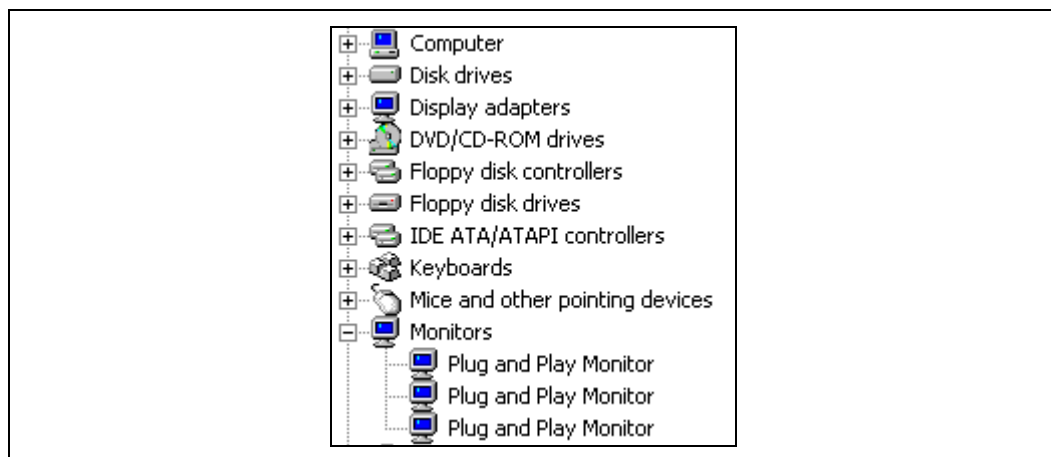 Computer
Disk drives
Display adapters
DVD/CD-ROM drives
Floppy disk controllers
Floppy disk drives
IDE ATA/ATAPI controllers
Keyboards
Mice and other pointing devices
Monitors
Plug and Play Monitor
Plug and Play Monitor
Plug and Play Monitor